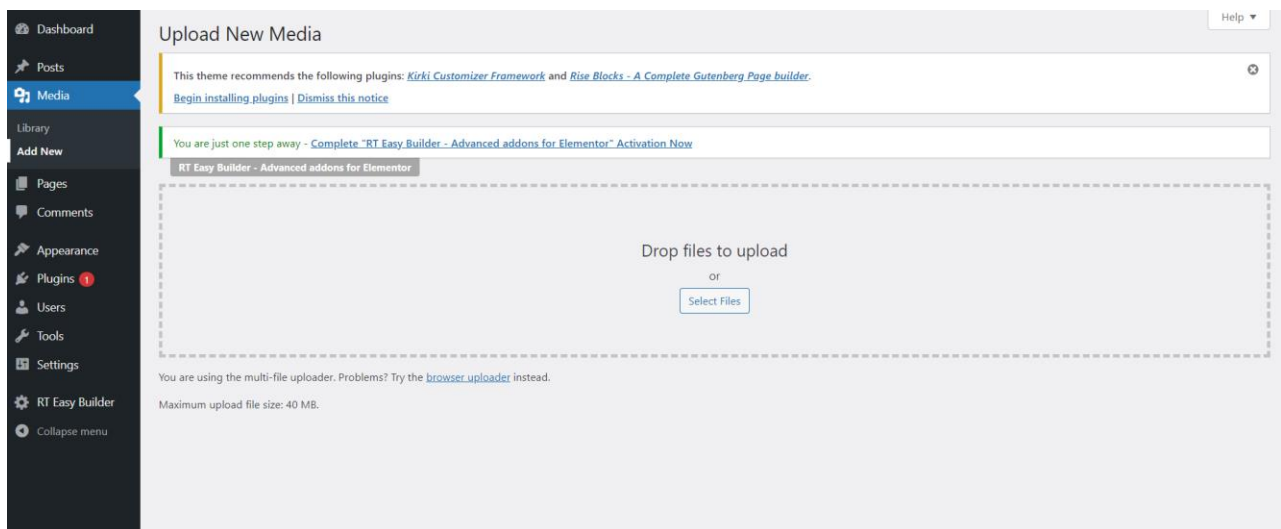 Dashboard
Posts
Media
Library
Add New
Pages
Comments
Appearance
Plugins 1
Users
Tools
Settings
RT Easy Builder
Collapse menu
Help
Upload New Media
This theme recommends the following plugins: Kirki Customizer Framework and Rise Blocks - A Complete Gutenberg Page builder.
Begin installing plugins | Dismiss this notice
You are just one step away - Complete "RT Easy Builder - Advanced addons for Elementor" Activation Now
RT Easy Builder - Advanced addons for Elementor
Drop files to upload
or
Select Files
You are using the multi-file uploader. Problems? Try the browser uploader instead.
Maximum upload file size: 40 MB.